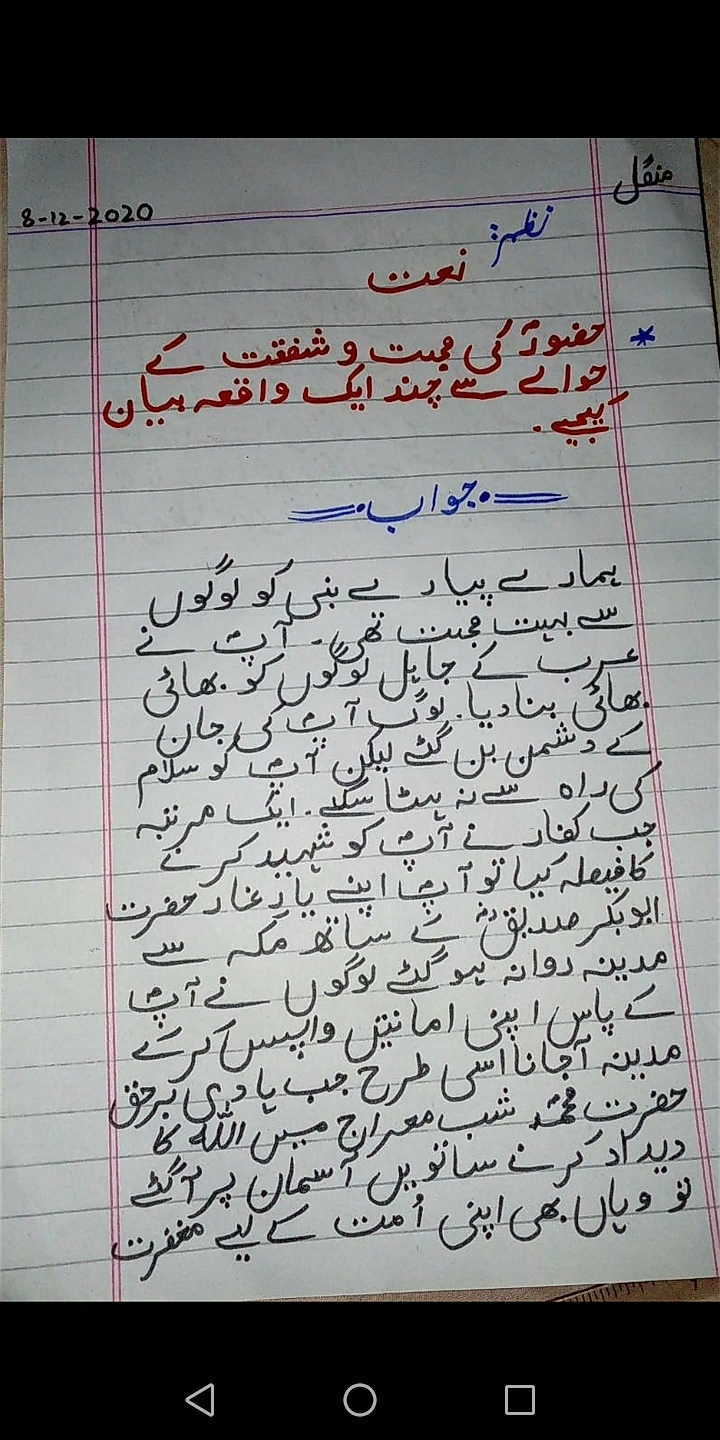 منگل
8-12-2020
نظم:
نعت
* حضورؐ کی محبت و شفقت کے
حوالے سے چند ایک واقعہ بیان
کیجیے.
جواب
ہمارے پیارے بنی کو لوگوں
سے بہت محبت تھی۔ آپؐ نے
عرب کے جاہل لوگوں کو بھائی
بھائی بنا دیا. لوگ آپؐ کی جان
کے دشمن بن گئے لیکن آپؐ کو سلام
کی راہ سے نہ ہٹا سکے. ایک مرتبہ
جب کفار نے آپؐ کو شہید کرنے
کا فیصلہ کیا تو آپؐ اپنے یارِ غار حضرت
ابوبکر صدیقؓ کے ساتھ مکہ سے
مدینہ روانہ ہو گئے لوگوں نے آپؐ
کے پاس اپنی امانتیں واپس کر کے
مدینہ آجانا اسی طرح جب ہادی برحق
حضرت محمدؐ شب معراج میں اللہ کا
دیدار کرنے ساتویں آسمان پر آ گئے
تو وہاں بھی اپنی اُمت کے لیے مغفرت